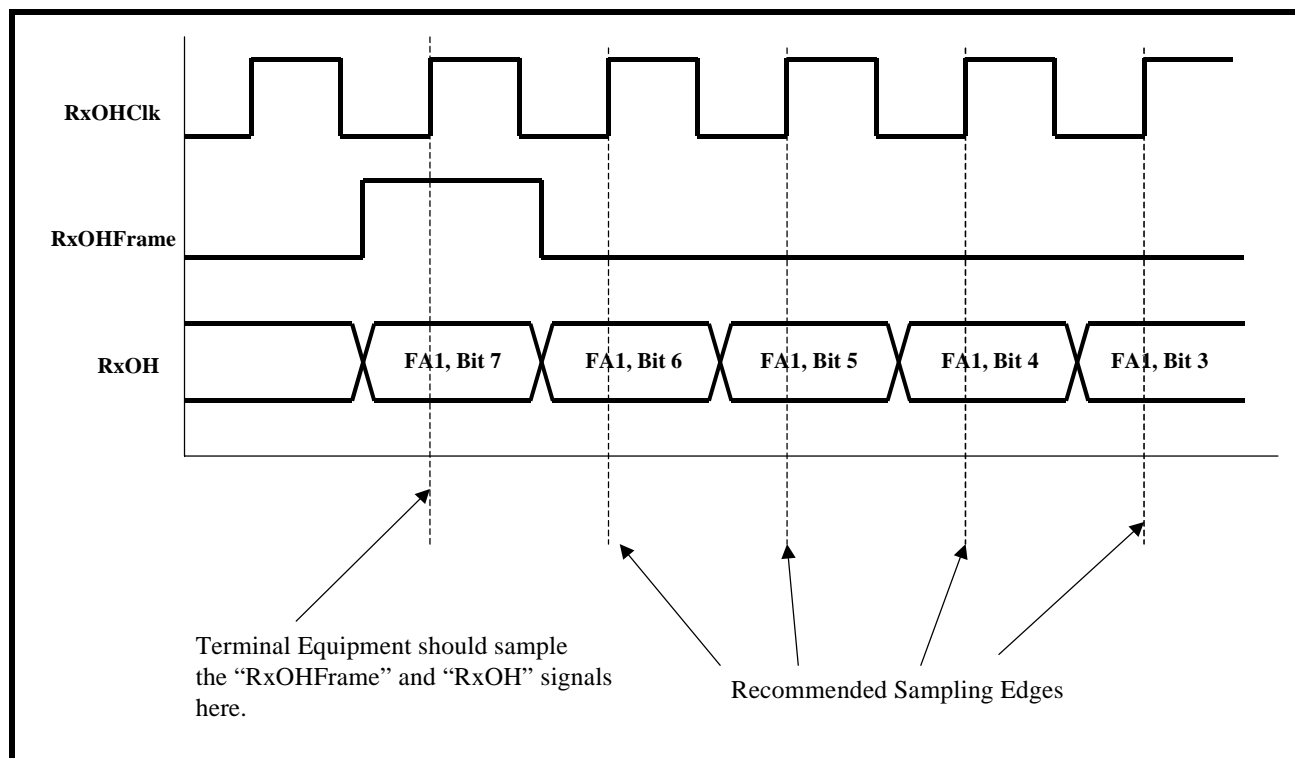 RxOHClk
RxOHFrame
RxOH
FA1, Bit 7
FA1, Bit 6
FA1, Bit 5
FA1, Bit 4
FA1, Bit 3
Terminal Equipment should sample
the “RxOHFrame” and “RxOH” signals
here.
Recommended Sampling Edges